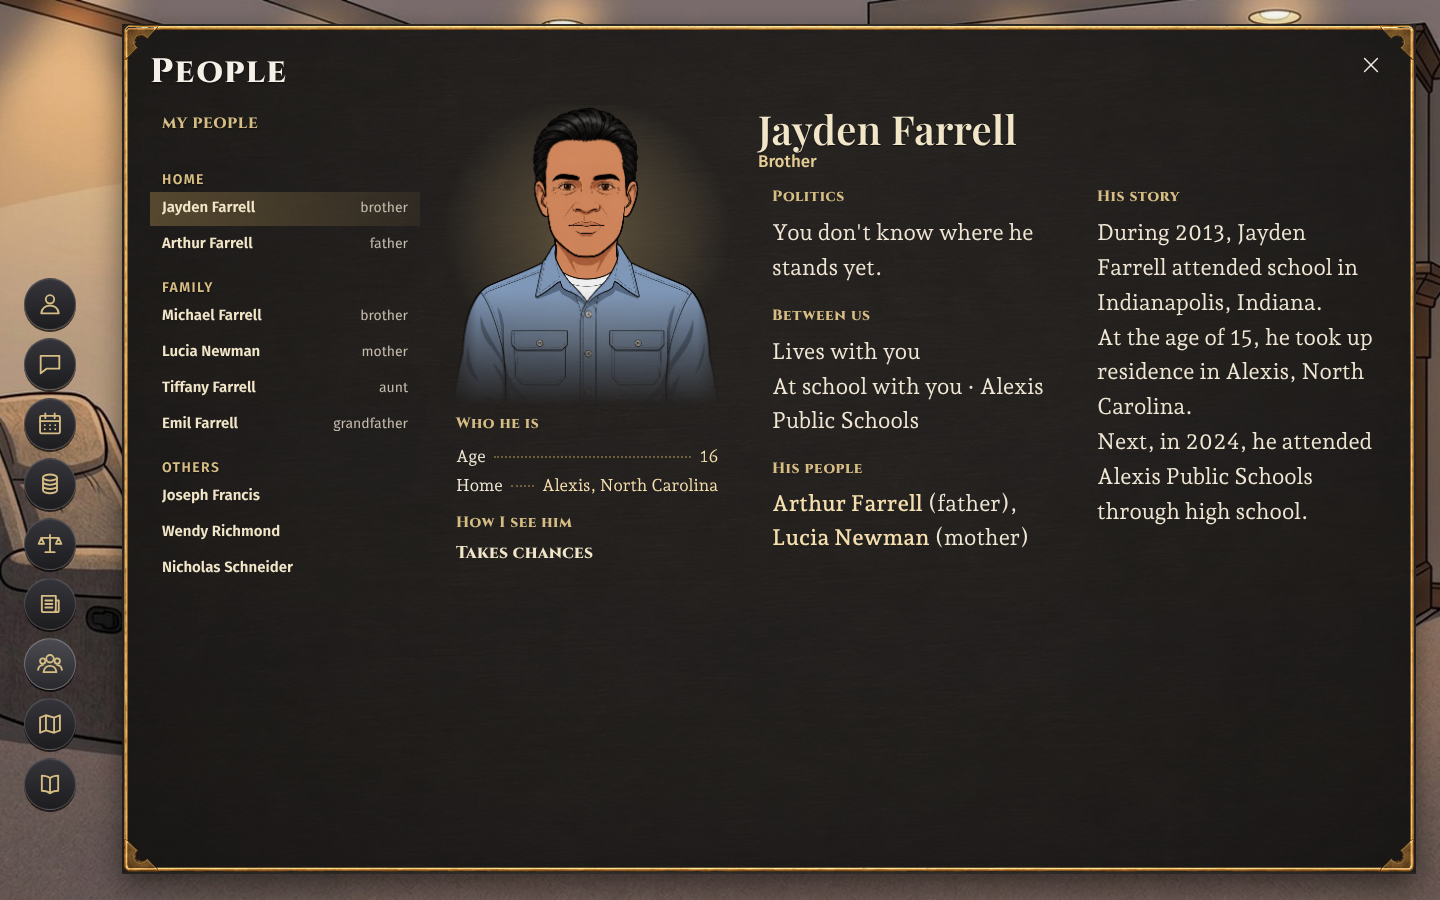 People
MY PEOPLE
HOME
Jayden Farrell brother
Arthur Farrell father
FAMILY
Michael Farrell brother
Lucia Newman mother
Tiffany Farrell aunt
Emil Farrell grandfather
OTHERS
Joseph Francis
Wendy Richmond
Nicholas Schneider
Who he is
Age 16
Home Alexis, North Carolina
How I see him
Takes chances
Jayden Farrell
Brother
Politics
You don't know where he
stands yet.
Between us
Lives with you
At school with you · Alexis
Public Schools
His people
Arthur Farrell (father),
Lucia Newman (mother)
His story
During 2013, Jayden
Farrell attended school in
Indianapolis, Indiana.
At the age of 15, he took up
residence in Alexis, North
Carolina.
Next, in 2024, he attended
Alexis Public Schools
through high school.